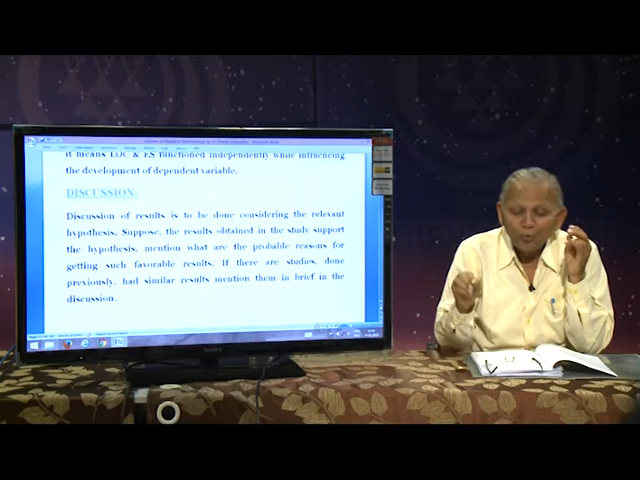 it means LOC & ES functioned independently while influencing
the development of dependent variable.
DISCUSSION:
Discussion of results is to be done considering the relevant
hypothesis. Suppose, the results obtained in the study support
the hypothesis, mention what are the probable reasons for
getting such favorable results. If there are studies, done
previously, had similar results mention them in brief in the
discussion.
SONY